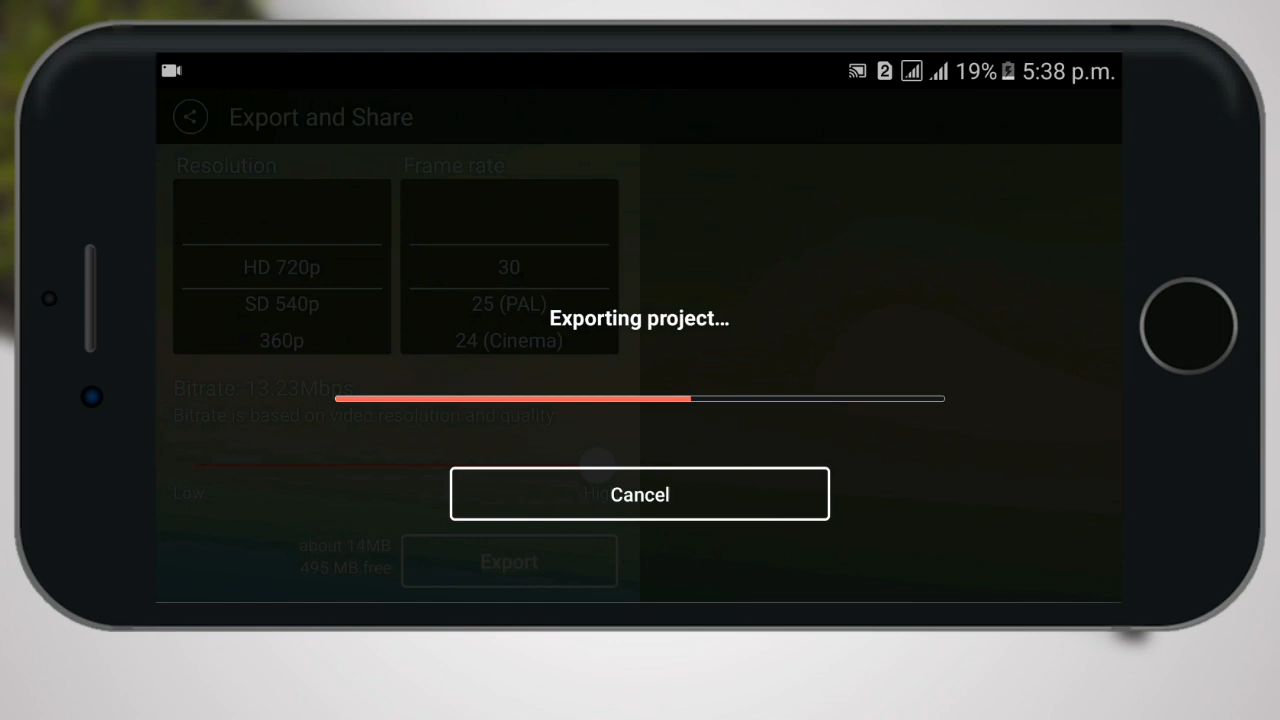 2 19% 5:38 p.m.
Export and Share
Resolution Frame rate
HD 720p 30
SD 540p 25 (PAL)
360p 24 (Cinema)
Exporting project...
Bitrate: 13.23Mbps
Bitrate is based on video resolution and quality
Low High
Cancel
about 14MB
495 MB free
Export